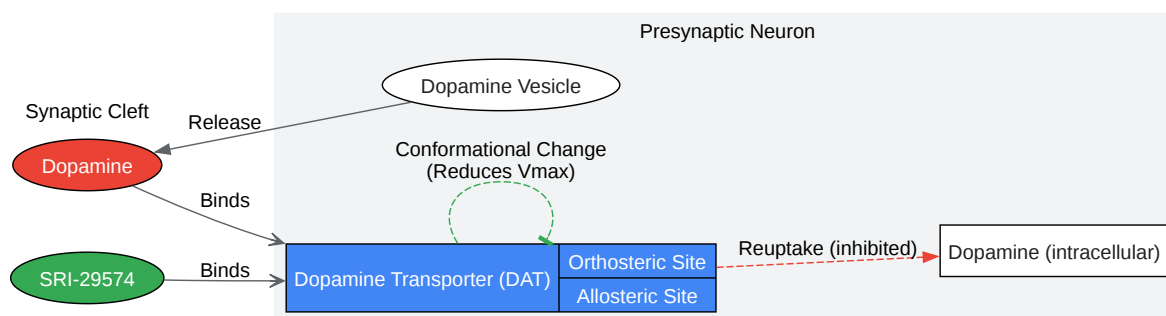 Presynaptic Neuron
Dopamine Vesicle
Synaptic Cleft
Release
Dopamine
Conformational Change
(Reduces Vmax)
Binds
Dopamine Transporter (DAT)
Orthosteric Site
Allosteric Site
Reuptake (inhibited)
Dopamine (intracellular)
SRI-29574
Binds